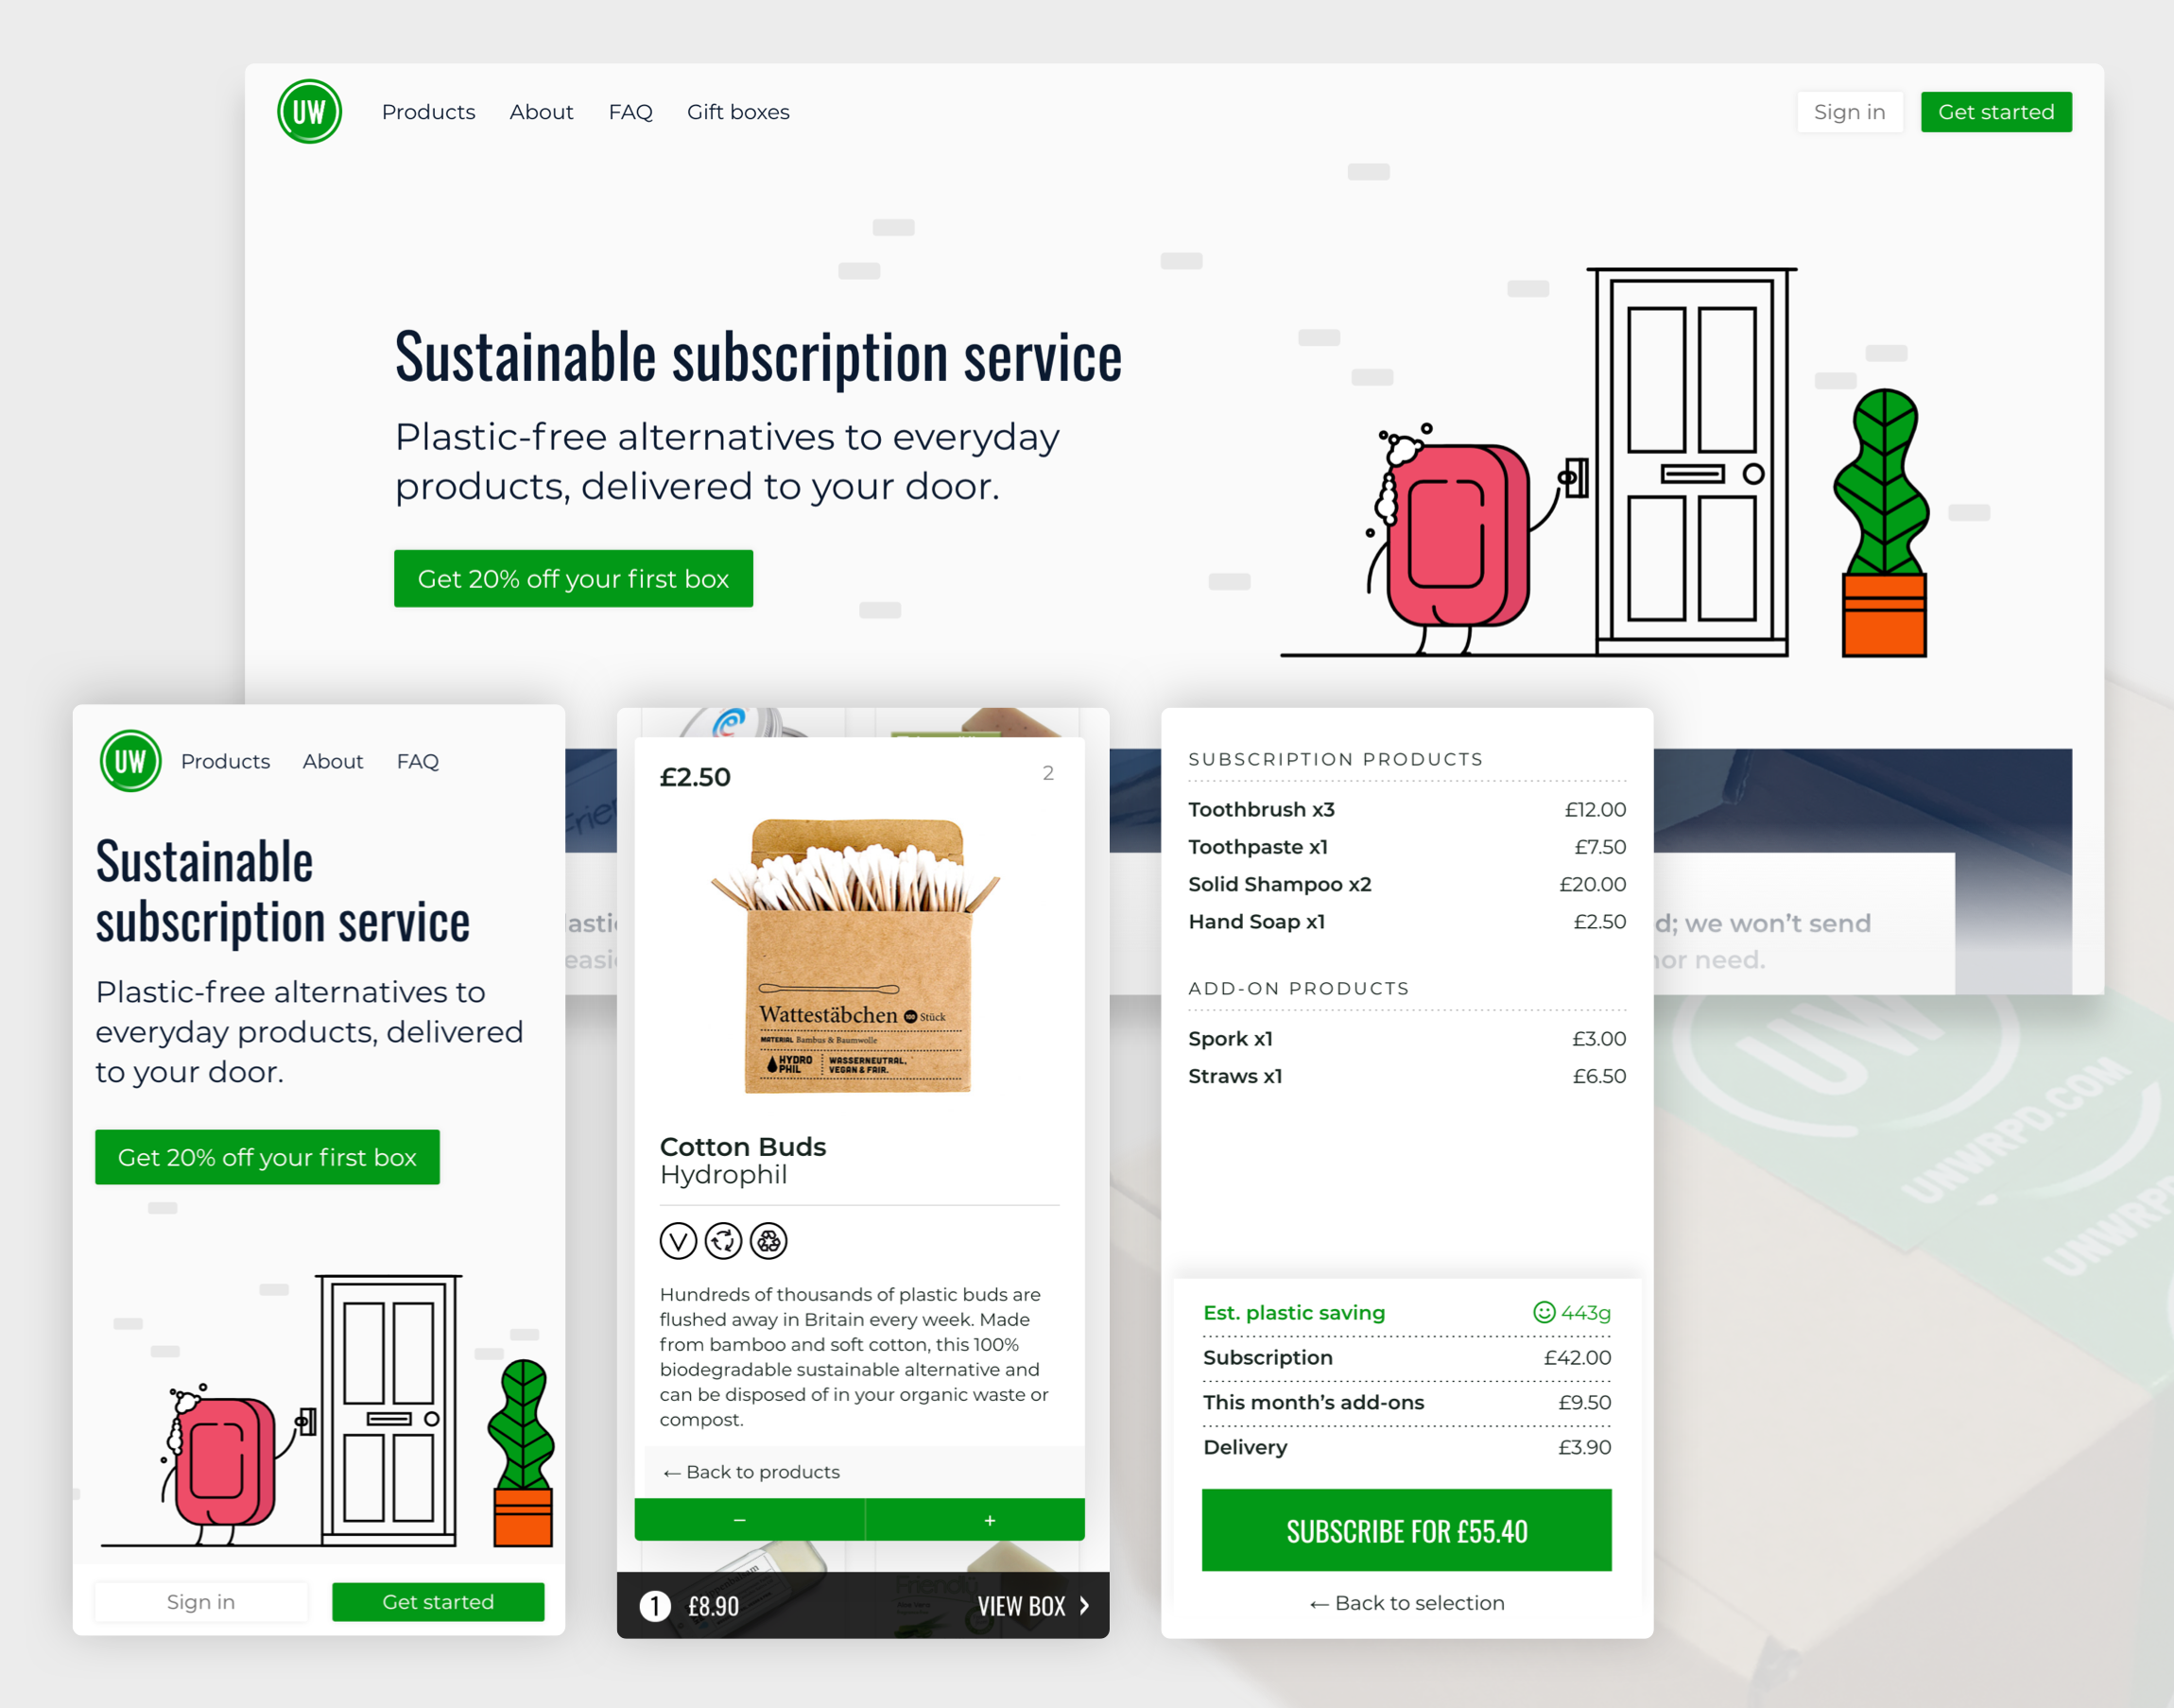 UW
Products About FAQ Gift boxes
Sign in Get started
Sustainable subscription service
Plastic-free alternatives to everyday
products, delivered to your door.
Get 20% off your first box
d; we won't send
nor need.
UW
Products About FAQ
Sustainable
subscription service
Plastic-free alternatives to
everyday products, delivered
to your door.
Get 20% off your first box
Sign in Get started
£2.50 2
Wattestäbchen 100 Stück
MATERIAL Bambus & Baumwolle
HYDRO
PHIL
WASSERNEUTRAL,
VEGAN & FAIR.
Cotton Buds
Hydrophil
V
Hundreds of thousands of plastic buds are
flushed away in Britain every week. Made
from bamboo and soft cotton, this 100%
biodegradable sustainable alternative and
can be disposed of in your organic waste or
compost.
← Back to products
− +
Friendly
Aloe Vera
1 £8.90 VIEW BOX >
SUBSCRIPTION PRODUCTS
Toothbrush x3 £12.00
Toothpaste x1 £7.50
Solid Shampoo x2 £20.00
Hand Soap x1 £2.50
ADD-ON PRODUCTS
Spork x1 £3.00
Straws x1 £6.50
Est. plastic saving 443g
Subscription £42.00
This month's add-ons £9.50
Delivery £3.90
SUBSCRIBE FOR £55.40
← Back to selection
UW
UNWRPD.COM
UNWRP